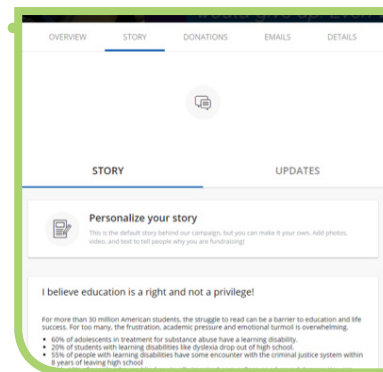 would give up. Even
OVERVIEW STORY DONATIONS EMAILS DETAILS
STORY UPDATES
Personalize your story
This is the default story behind our campaign, but you can make it your own. Add photos,
video, and text to tell people why you are fundraising!
I believe education is a right and not a privilege!
For more than 30 million American students, the struggle to read can be a barrier to education and life
success. For too many, the frustration, academic pressure and emotional turmoil is overwhelming.
• 60% of adolescents in treatment for substance abuse have a learning disability.
• 20% of students with learning disabilities like dyslexia drop out of high school.
• 55% of people with learning disabilities have some encounter with the criminal justice system within
8 years of leaving high school